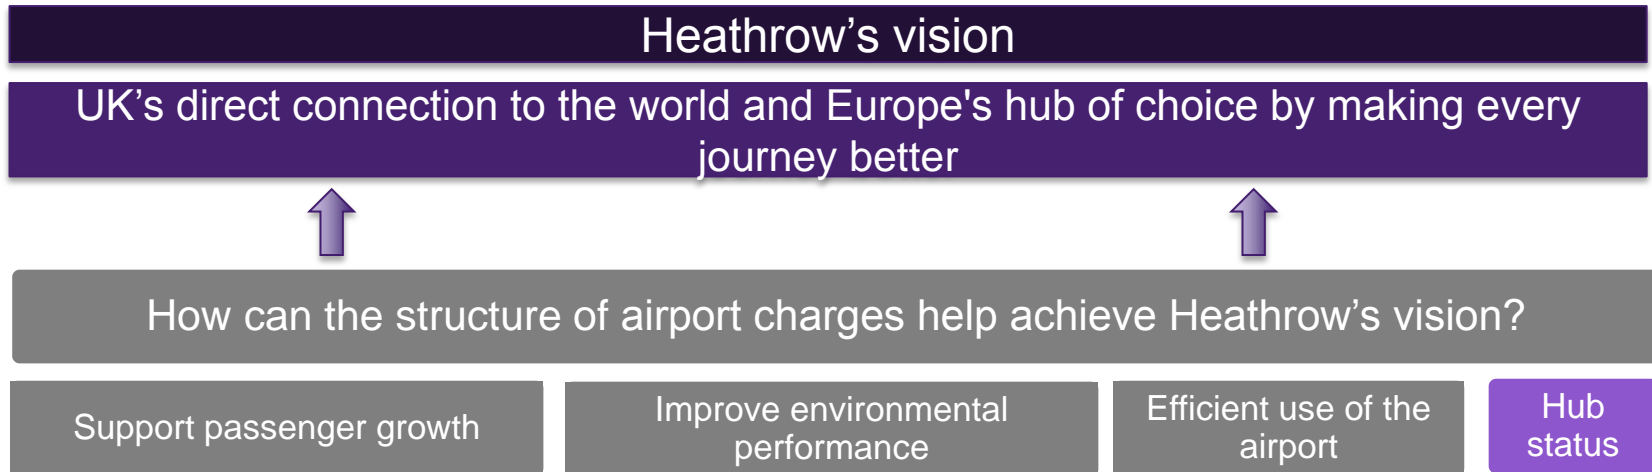 Heathrow’s vision
UK’s direct connection to the world and Europe's hub of choice by making every
journey better
How can the structure of airport charges help achieve Heathrow’s vision?
Support passenger growth
Improve environmental
performance
Efficient use of the
airport
Hub
status